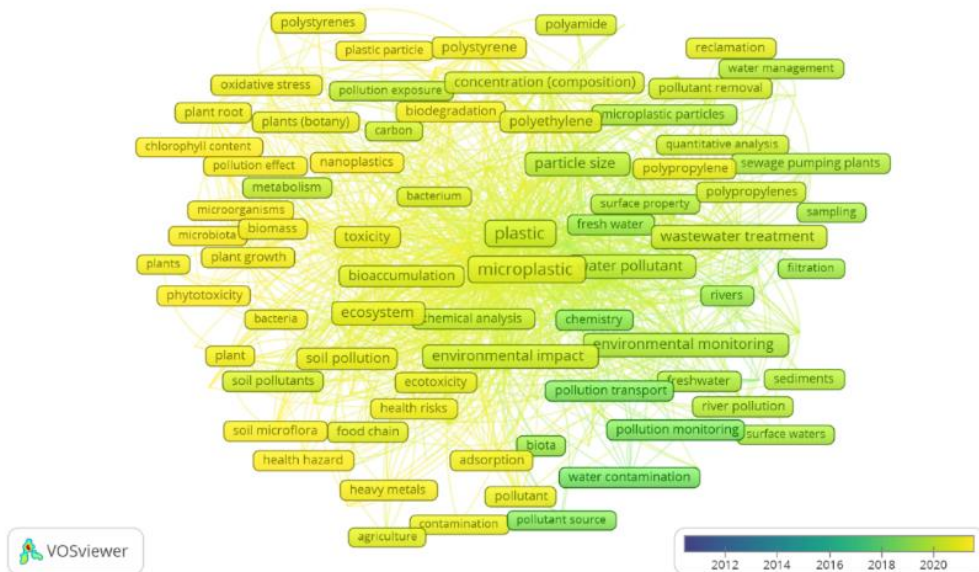 polystyrenes
polyamide
plastic particle
polystyrene
reclamation
water management
oxidative stress
pollution exposure
concentration (composition)
pollutant removal
plant root
plants (botany)
biodegradation
polyethylene
microplastic particles
carbon
chlorophyll content
quantitative analysis
pollution effect
nanoplastics
particle size
polypropylene
sewage pumping plants
metabolism
bacterium
polypropylenes
microorganisms
surface property
sampling
microbiota
biomass
toxicity
plastic
fresh water
wastewater treatment
plants
plant growth
bioaccumulation
microplastic
water pollutant
filtration
phytotoxicity
rivers
bacteria
ecosystem
chemical analysis
chemistry
plant
soil pollution
environmental impact
environmental monitoring
soil pollutants
ecotoxicity
pollution transport
freshwater
sediments
health risks
river pollution
soil microflora
food chain
pollution monitoring
surface waters
biota
health hazard
adsorption
water contamination
heavy metals
pollutant
contamination
pollutant source
agriculture
VOSviewer
2012 2014 2016 2018 2020